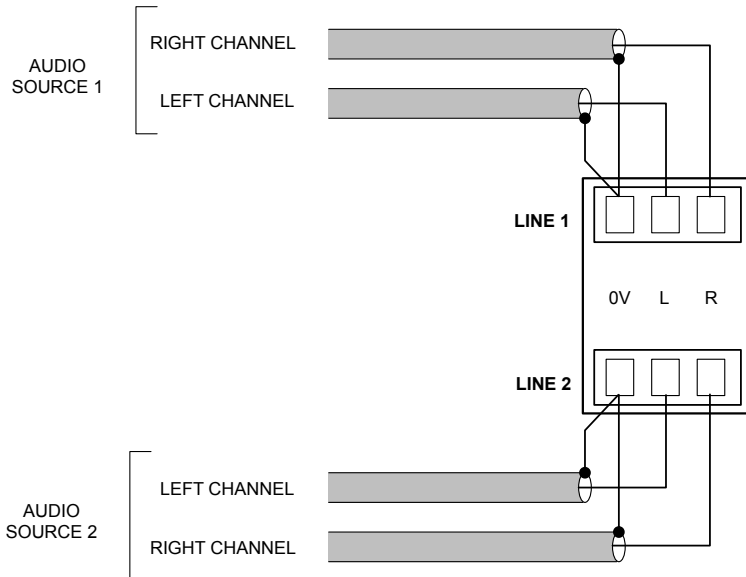 RIGHT CHANNEL
AUDIO
SOURCE 1
LEFT CHANNEL
LINE 1
0V L R
LINE 2
LEFT CHANNEL
AUDIO
SOURCE 2
RIGHT CHANNEL